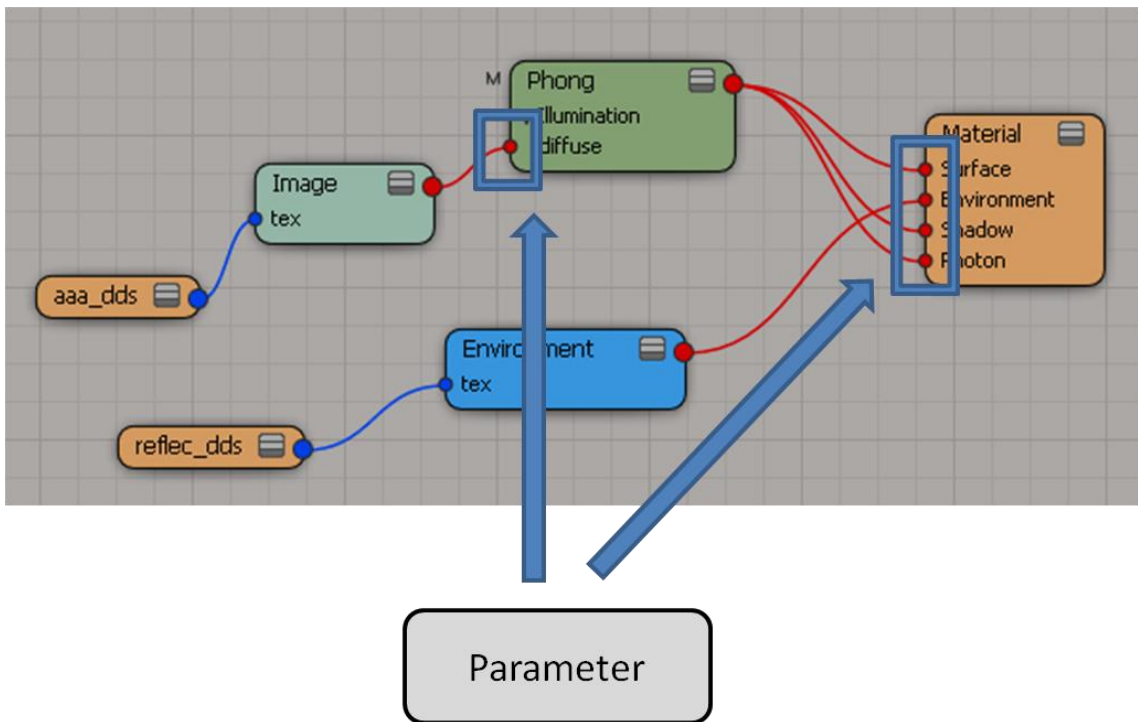 M
Phong
Illumination
diffuse
Material
Surface
Environment
Shadow
Photon
Image
tex
aaa_dds
Environment
tex
reflec_dds
Parameter